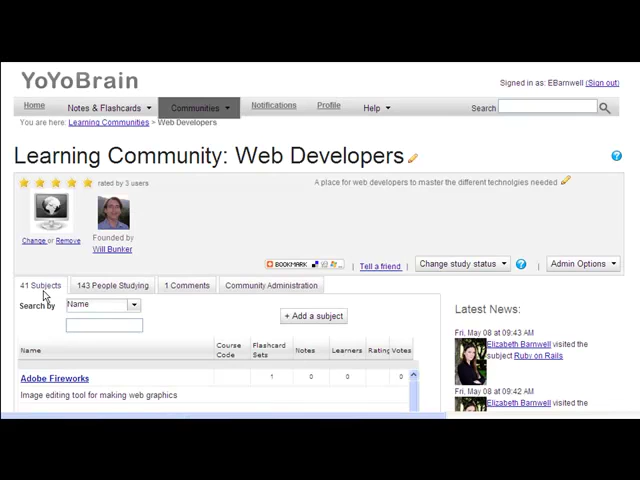 YoYoBrain
Signed in as: EBarnwell (Sign out)
Home Notes & Flashcards Communities Notifications Profile Help Search
You are here: Learning Communities > Web Developers
Learning Community: Web Developers
rated by 3 users
A place for web developers to master the different technolgies needed
Change or Remove
Founded by
Will Bunker
BOOKMARK
Tell a friend
Change study status
Admin Options
41 Subjects
143 People Studying
1 Comments
Community Administration
Search by Name
+ Add a subject
Name Course Code Flashcard Sets Notes Learners Rating Votes
Adobe Fireworks 1 0 0 0
Image editing tool for making web graphics
Latest News:
Fri, May 08 at 09:43 AM
Elizabeth Barnwell visited the
subject Ruby on Rails
Fri, May 08 at 09:42 AM
Elizabeth Barnwell visited the